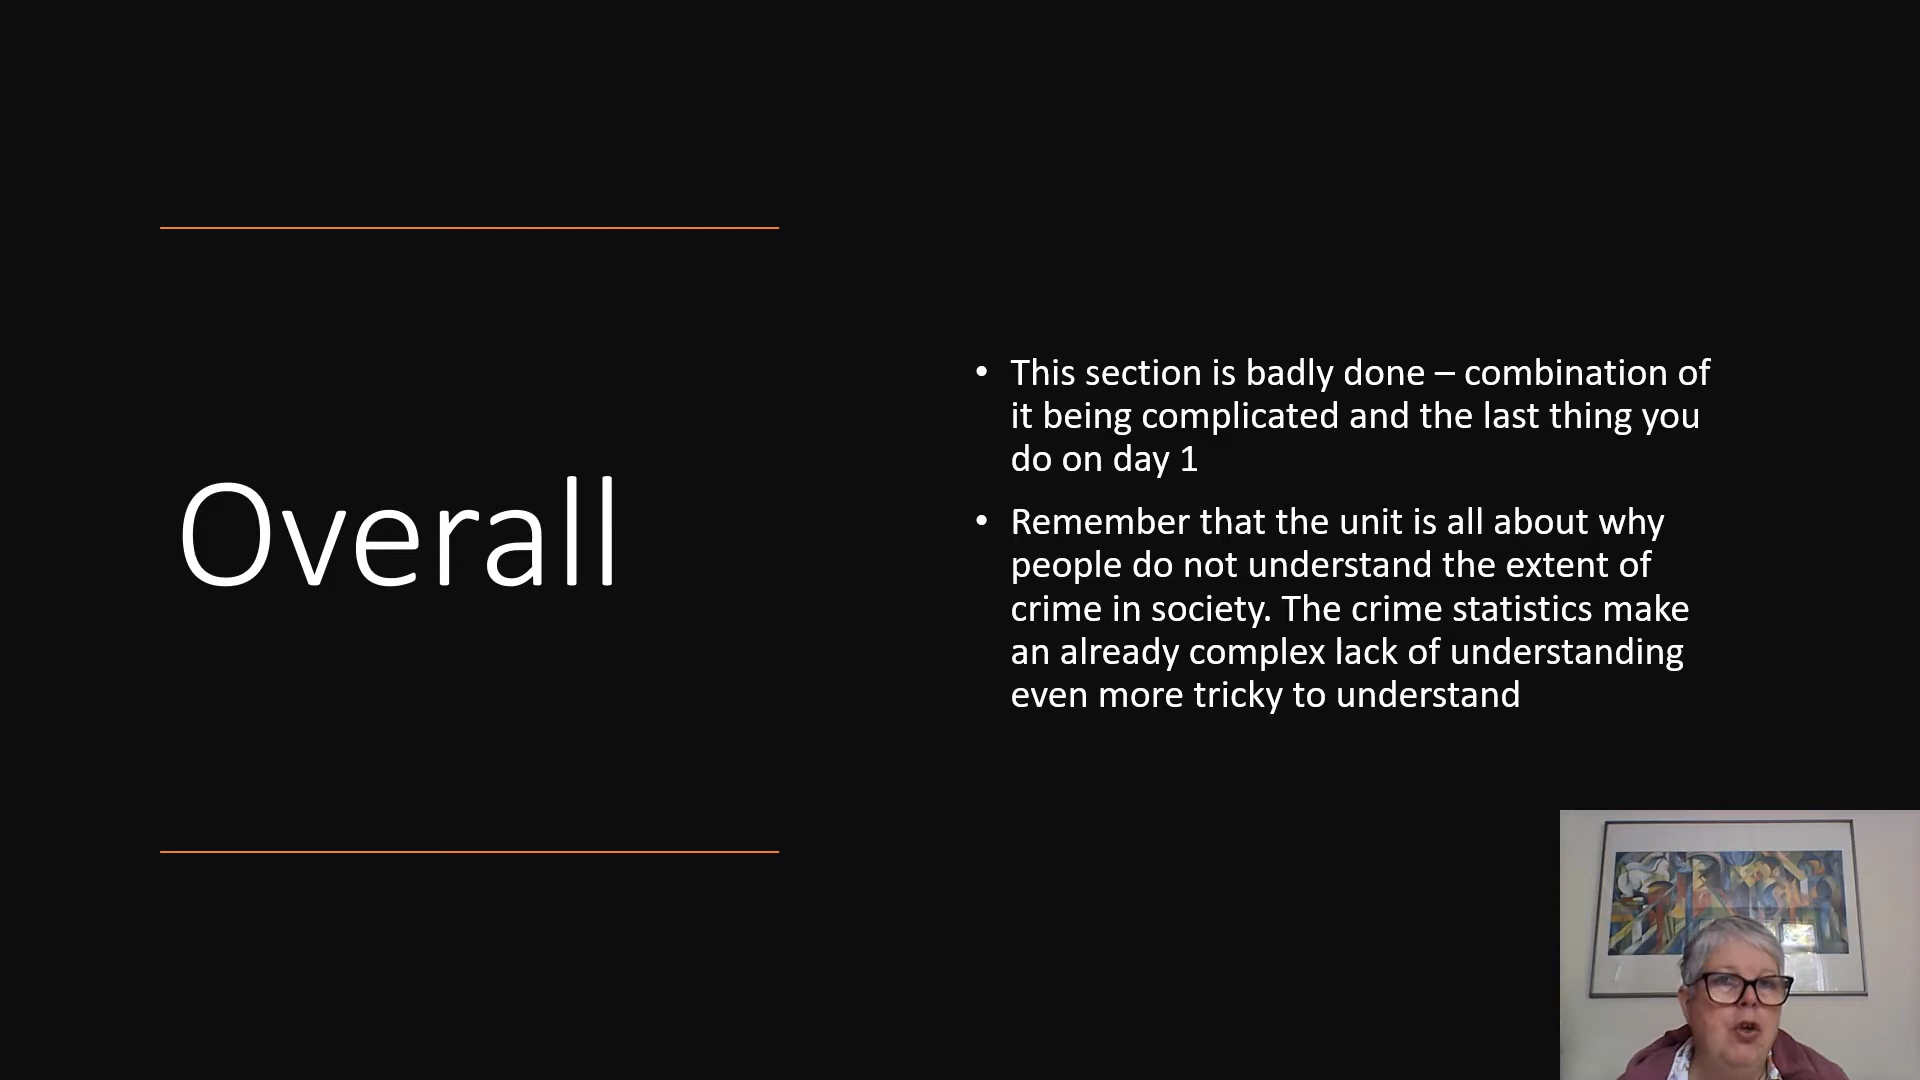 Overall
• This section is badly done – combination of
it being complicated and the last thing you
do on day 1
• Remember that the unit is all about why
people do not understand the extent of
crime in society. The crime statistics make
an already complex lack of understanding
even more tricky to understand